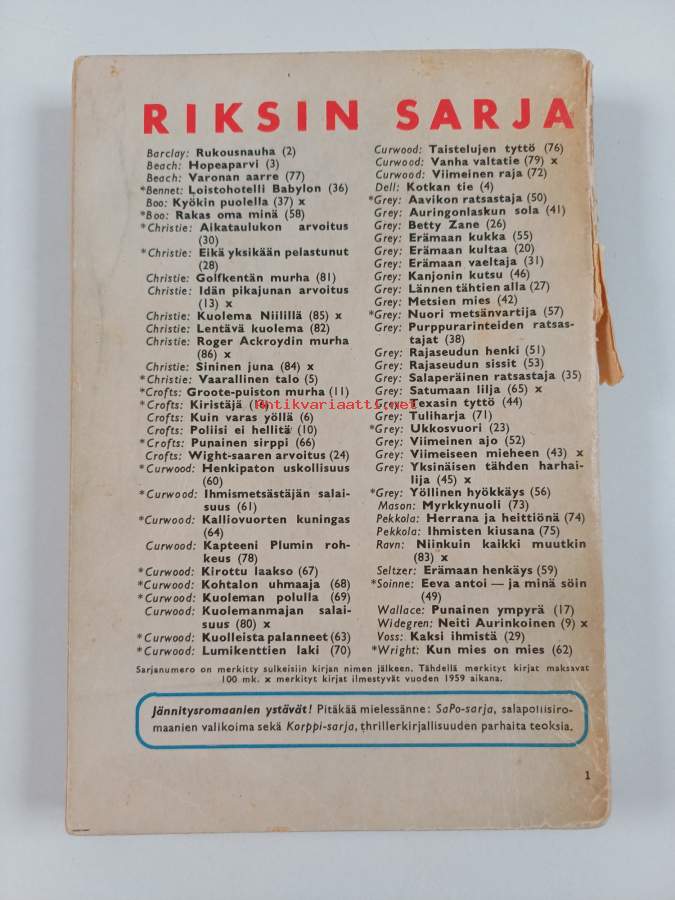 RIKSIN SARJA
Barclay: Rukousnauha (2)
Beach: Hopeaparvi (3)
Beach: Varonan aarre (77)
*Bennet: Loistohotelli Babylon (36)
Boo: Kyökin puolella (37) x
*Boo: Rakas oma minä (58)
*Christie: Aikataulukon arvoitus
(30)
*Christie: Eikä yksikään pelastunut
(28)
Christie: Golfkentän murha (81)
Christie: Idän pikajunan arvoitus
(13) x
Christie: Kuolema Niilillä (85) x
Christie: Lentävä kuolema (82)
Christie: Roger Ackroydin murha
(86) x
Christie: Sininen juna (84) x
*Christie: Vaarallinen talo (5)
*Crofts: Groote-puiston murha (11)
*Crofts: Kiristäjä (16)
Crofts: Kuin varas yöllä (6)
Crofts: Poliisi ei hellitä (10)
*Crofts: Punainen sirppi (66)
Crofts: Wight-saaren arvoitus (24)
*Curwood: Henkipaton uskollisuus
(60)
*Curwood: Ihmismetsästäjän salai-
suus (61)
*Curwood: Kalliovuorten kuningas
(64)
Curwood: Kapteeni Plumin roh-
keus (78)
*Curwood: Kirottu laakso (67)
*Curwood: Kohtalon uhmaaja (68)
*Curwood: Kuoleman polulla (69)
Curwood: Kuolemanmajan salai-
suus (80) x
*Curwood: Kuolleista palanneet (63)
*Curwood: Lumikenttien laki (70)
Curwood: Taistelujen tyttö (76)
Curwood: Vanha valtatie (79) x
Curwood: Viimeinen raja (72)
Dell: Kotkan tie (4)
*Grey: Aavikon ratsastaja (50)
Grey: Auringonlaskun sola (41)
Grey: Betty Zane (26)
Grey: Erämaan kukka (55)
Grey: Erämaan kultaa (20)
Grey: Erämaan vaeltaja (31)
Grey: Kanjonin kutsu (46)
Grey: Lännen tähtien alla (27)
Grey: Metsien mies (42)
*Grey: Nuori metsänvartija (57)
Grey: Purppurarinteiden ratsas-
tajat (38)
Grey: Rajaseudun henki (51)
Grey: Rajaseudun sissit (53)
Grey: Salaperäinen ratsastaja (35)
Grey: Satumaan lilja (65) x
Grey: Texasin tyttö (44)
Grey: Tuliharja (71)
*Grey: Ukkosvuori (23)
Grey: Viimeinen ajo (52)
Grey: Viimeiseen mieheen (43) x
Grey: Yksinäisen tähden harhai-
lija (45) x
*Grey: Yöllinen hyökkäys (56)
Mason: Myrkkynuoli (73)
Pekkola: Herrana ja heittiönä (74)
Pekkola: Ihmisten kiusana (75)
Ravn: Niinkuin kaikki muutkin
(83) x
Seltzer: Erämaan henkäys (59)
*Soinne: Eeva antoi — ja minä söin
(49)
Wallace: Punainen ympyrä (17)
Widegren: Neiti Aurinkoinen (9) x
Voss: Kaksi ihmistä (29)
*Wright: Kun mies on mies (62)
Sarjanumero on merkitty sulkeisiin kirjan nimen jälkeen. Tähdellä merkityt kirjat maksavat
100 mk. x merkityt kirjat ilmestyvät vuoden 1959 aikana.
Jännitysromaanien ystävät! Pitäkää mielessänne: SaPo-sarja, salapoliisiro-
maanien valikoima sekä Korppi-sarja, thrillerkirjallisuuden parhaita teoksia.
1
antikvariaatti.net